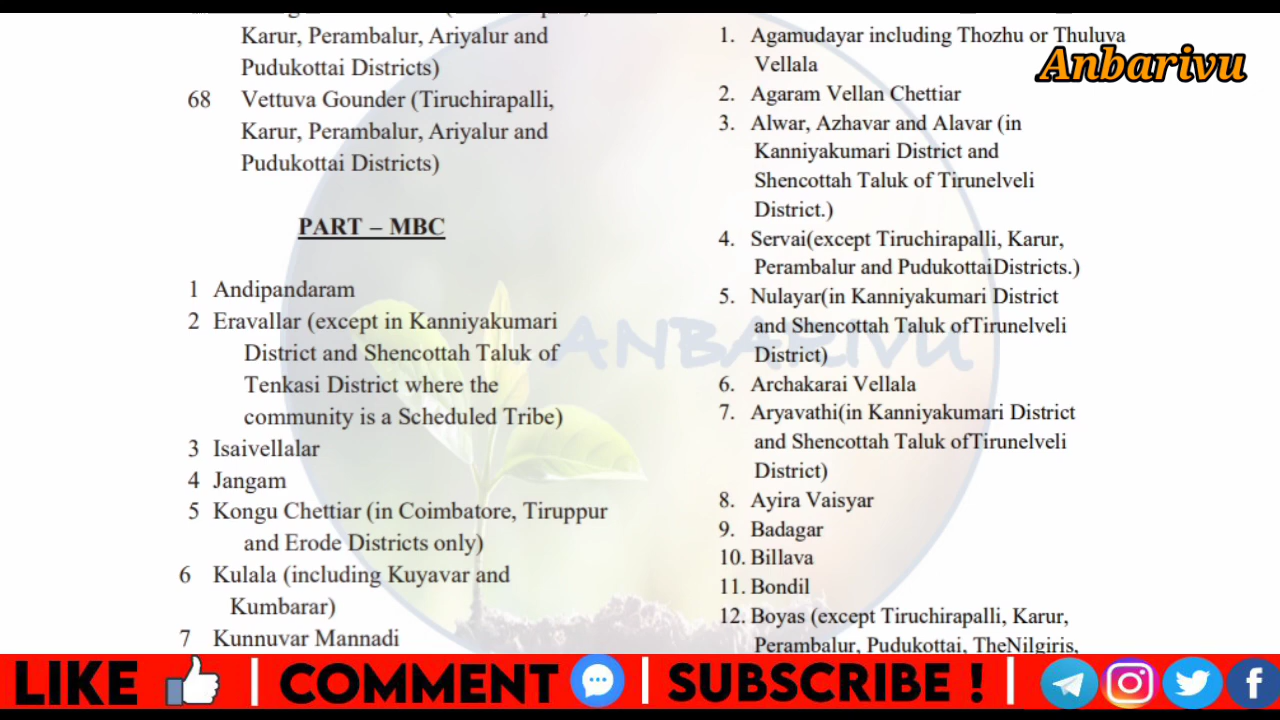 Karur, Perambalur, Ariyalur and
Pudukottai Districts)
68 Vettuva Gounder (Tiruchirapalli,
Karur, Perambalur, Ariyalur and
Pudukottai Districts)
PART – MBC
1 Andipandaram
2 Eravallar (except in Kanniyakumari
District and Shencottah Taluk of
Tenkasi District where the
community is a Scheduled Tribe)
3 Isaivellalar
4 Jangam
5 Kongu Chettiar (in Coimbatore, Tiruppur
and Erode Districts only)
6 Kulala (including Kuyavar and
Kumbarar)
7 Kunnuvar Mannadi
1. Agamudayar including Thozhu or Thuluva
Vellala
2. Agaram Vellan Chettiar
3. Alwar, Azhavar and Alavar (in
Kanniyakumari District and
Shencottah Taluk of Tirunelveli
District.)
4. Servai(except Tiruchirapalli, Karur,
Perambalur and PudukottaiDistricts.)
5. Nulayar(in Kanniyakumari District
and Shencottah Taluk ofTirunelveli
District)
6. Archakarai Vellala
7. Aryavathi(in Kanniyakumari District
and Shencottah Taluk ofTirunelveli
District)
8. Ayira Vaisyar
9. Badagar
10. Billava
11. Bondil
12. Boyas (except Tiruchirapalli, Karur,
Perambalur, Pudukottai, TheNilgiris,
Anbarivu
ANBARIVU
LIKE | COMMENT | SUBSCRIBE ! |